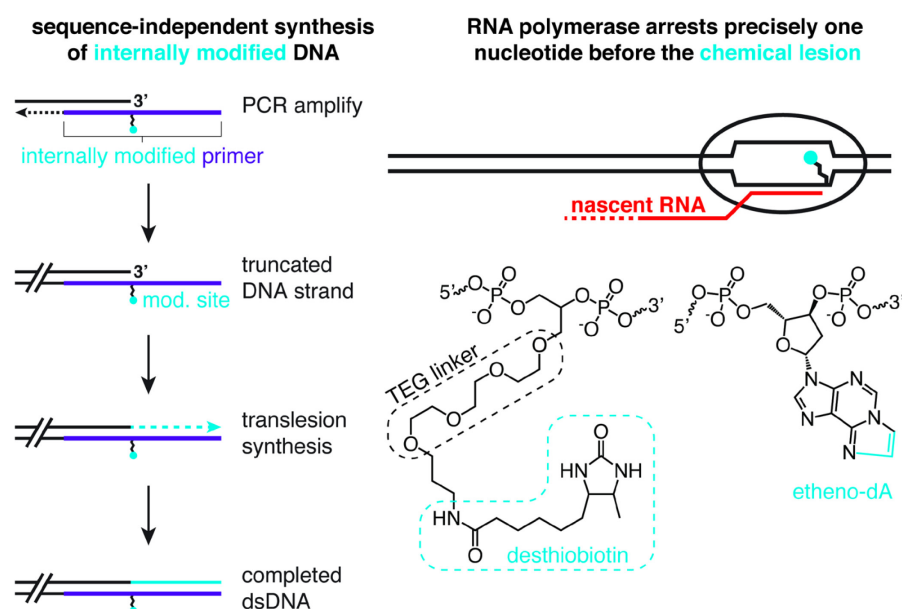 sequence-independent synthesis
of internally modified DNA
3’
PCR amplify
internally modified primer
3’
mod. site
truncated
DNA strand
translesion
synthesis
completed
dsDNA
RNA polymerase arrests precisely one
nucleotide before the chemical lesion
nascent RNA
5’ O P O -O O
O P O -O O 3’
TEG linker
O
O
O
O
HN
O
O
HN NH
desthiobiotin
5’ O P O -O O
O P O -O O 3’
O
N
N
N
N
N
etheno-dA